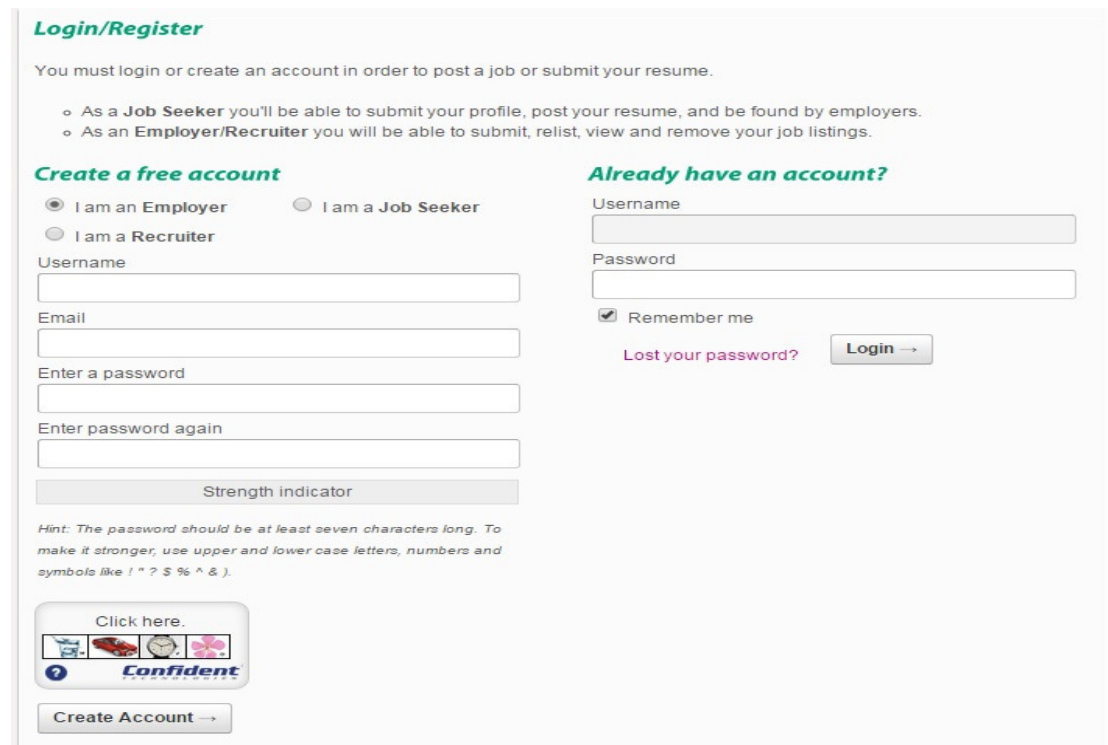 Login/Register
You must login or create an account in order to post a job or submit your resume.
As a Job Seeker you'll be able to submit your profile, post your resume, and be found by employers.
As an Employer/Recruiter you will be able to submit, relist, view and remove your job listings.
Create a free account
I am an Employer
I am a Job Seeker
I am a Recruiter
Username
Email
Enter a password
Enter password again
Strength indicator
Hint: The password should be at least seven characters long. To
make it stronger, use upper and lower case letters, numbers and
symbols like ! " ? $ % ^ & ).
Click here.
?
Confident
TECHNOLOGIES
Create Account →
Already have an account?
Username
Password
Remember me
Lost your password?
Login →